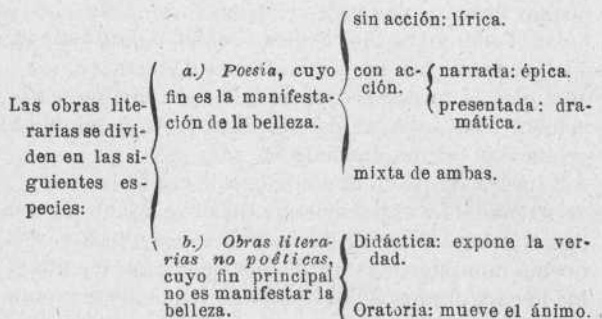 Las obras lite-
rarias se divi-
den en las si-
guientes es-
pecies:
a.) Poesía, cuyo
fin es la manifesta-
ción de la belleza.
sin acción: lírica.
con ac-
ción.
narrada: épica.
presentada: dra-
mática.
mixta de ambas.
b.) Obras litera-
rias no poéticas,
cuyo fin principal
no es manifestar la
belleza.
Didáctica: expone la ver-
dad.
Oratoria: mueve el ánimo.